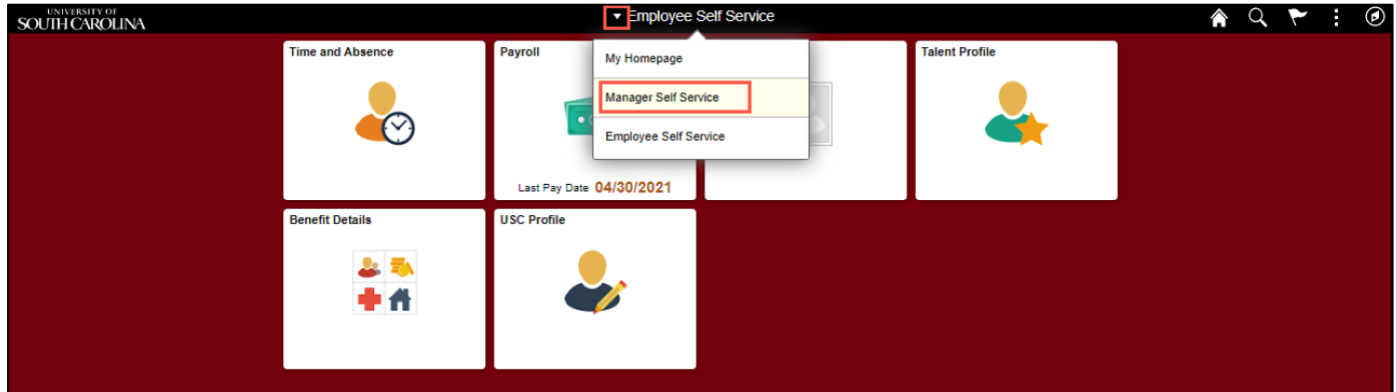 UNIVERSITY OF
SOUTH CAROLINA
Employee Self Service
My Homepage
Manager Self Service
Employee Self Service
Time and Absence
Payroll
Last Pay Date 04/30/2021
Talent Profile
Benefit Details
USC Profile